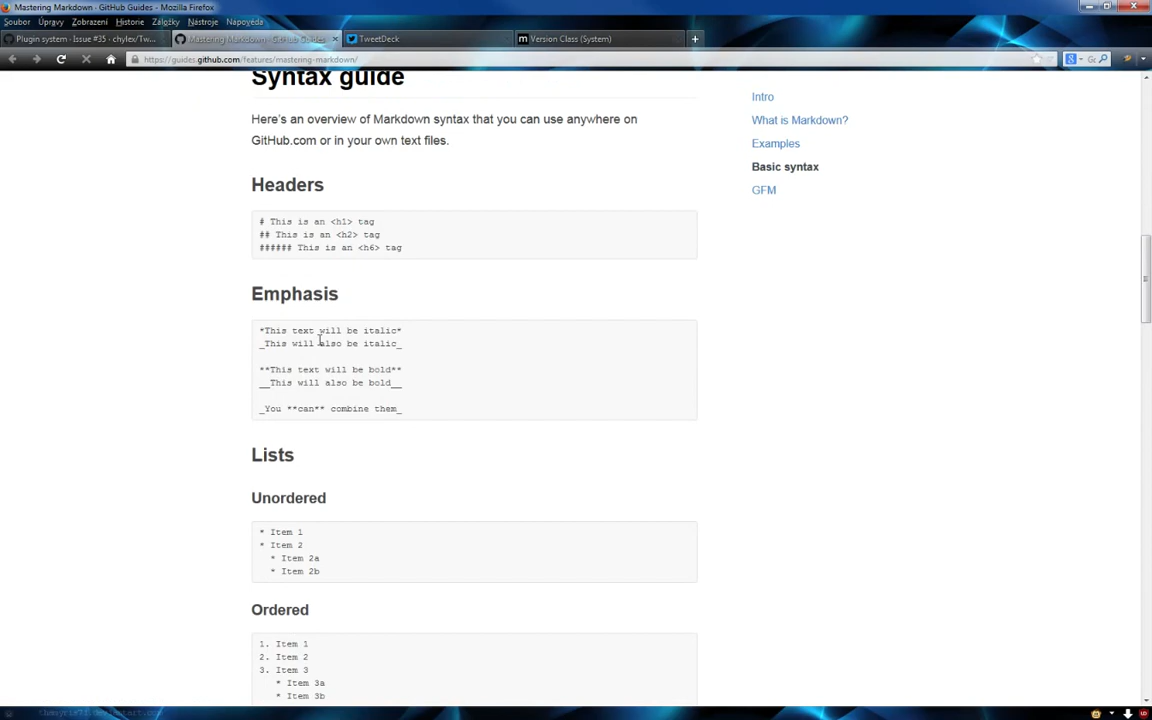 Mastering Markdown · GitHub Guides - Mozilla Firefox
Soubor Úpravy Zobrazení Historie Záložky Nástroje Nápověda
Plugin system · Issue #35 · chylex/Tw...
Mastering Markdown · GitHub Guides
TweetDeck
Version Class (System)
https://guides.github.com/features/mastering-markdown/
Syntax guide
Here's an overview of Markdown syntax that you can use anywhere on
GitHub.com or in your own text files.
Headers
# This is an <h1> tag
## This is an <h2> tag
###### This is an <h6> tag
Emphasis
*This text will be italic*
_This will also be italic_
**This text will be bold**
__This will also be bold__
_You **can** combine them_
Lists
Unordered
* Item 1
* Item 2
* Item 2a
* Item 2b
Ordered
1. Item 1
2. Item 2
3. Item 3
* Item 3a
* Item 3b
Intro
What is Markdown?
Examples
Basic syntax
GFM